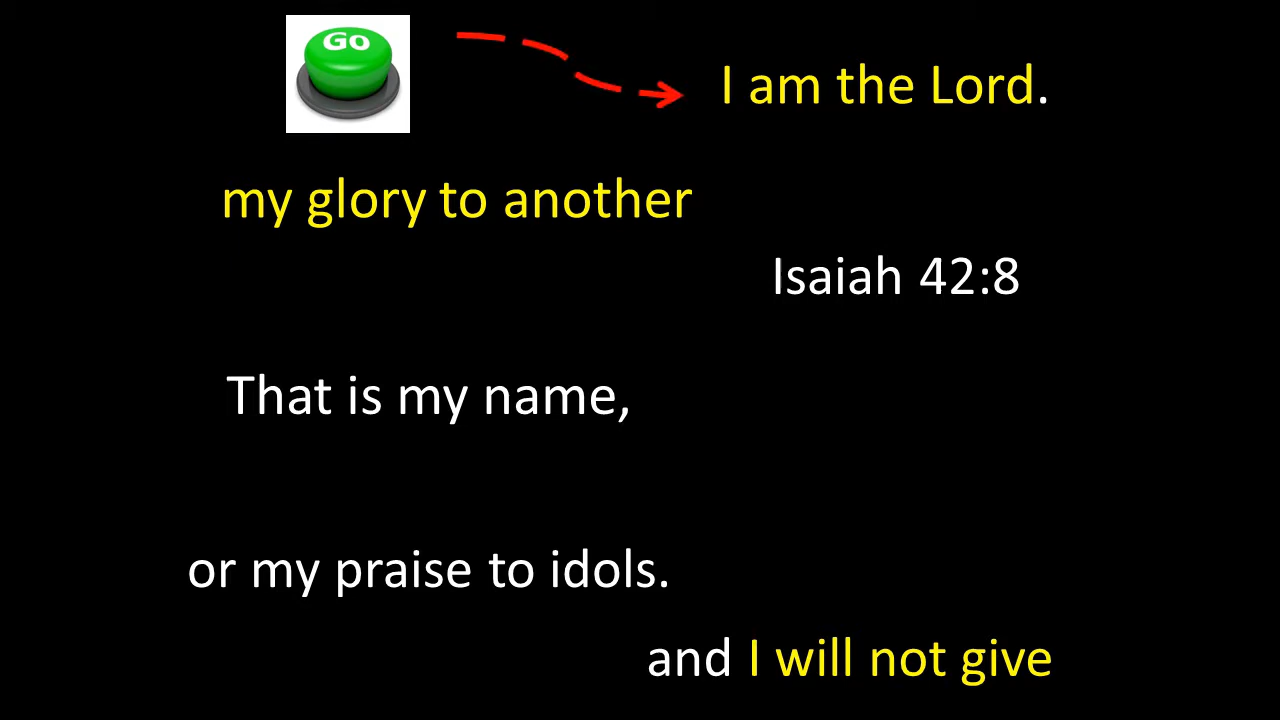 Go
I am the Lord.
my glory to another
Isaiah 42:8
That is my name,
or my praise to idols.
and I will not give